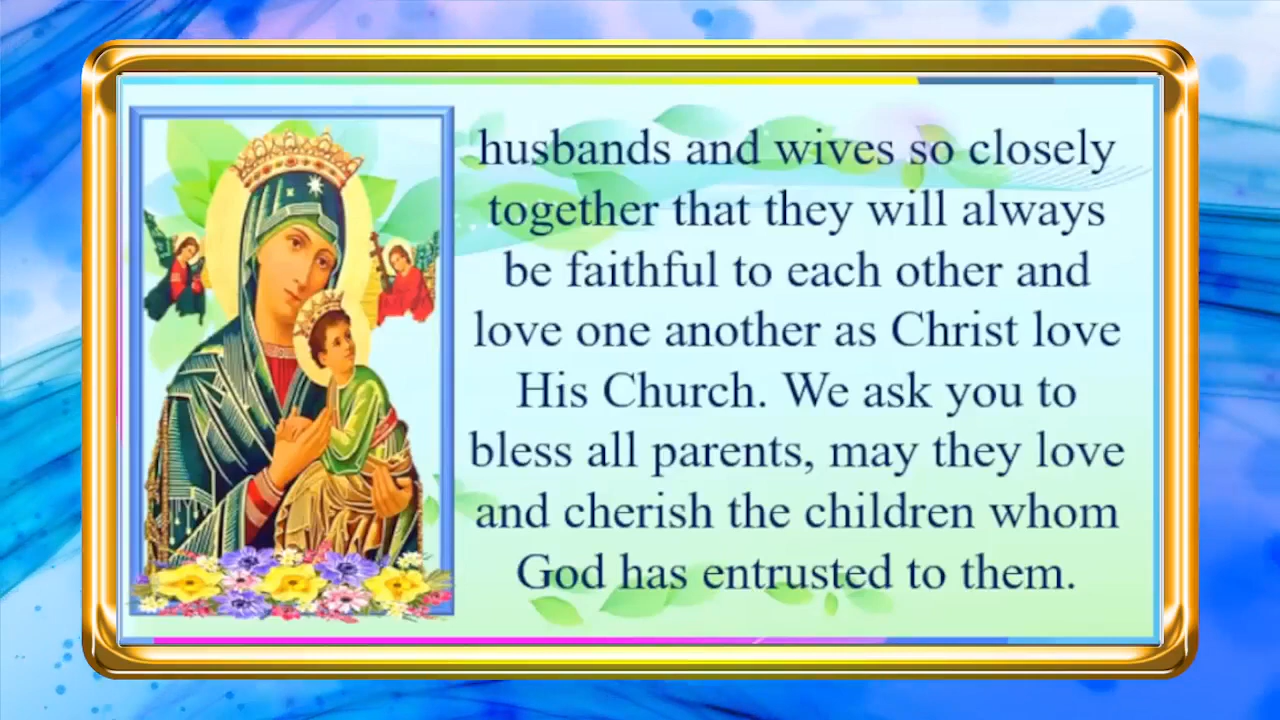 husbands and wives so closely
together that they will always
be faithful to each other and
love one another as Christ love
His Church. We ask you to
bless all parents, may they love
and cherish the children whom
God has entrusted to them.